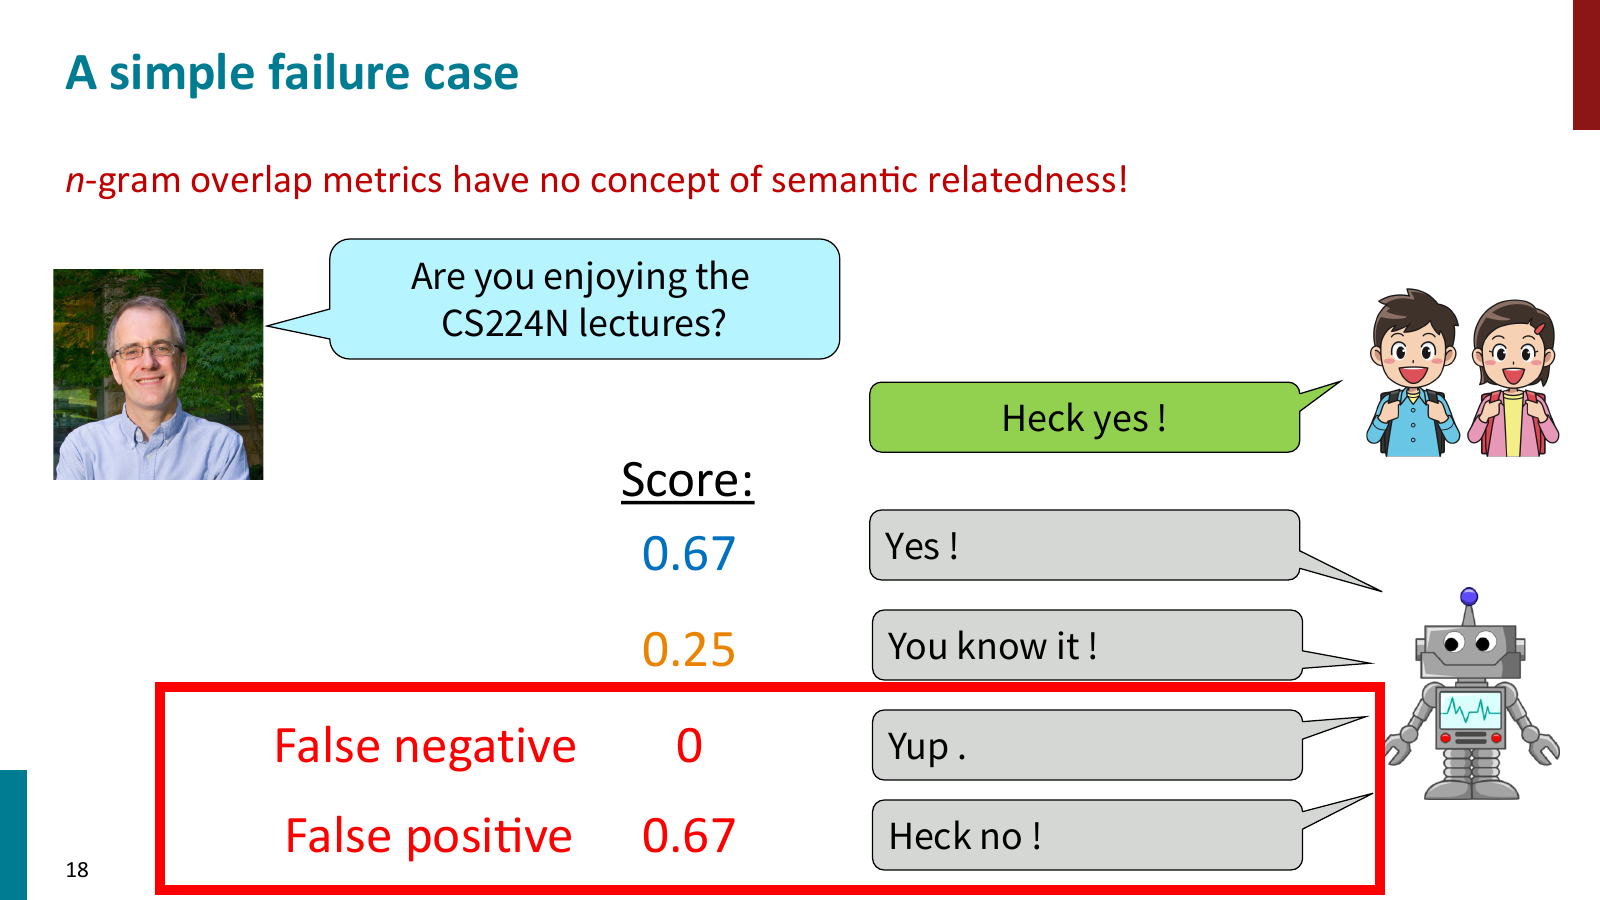 A simple failure case
n-gram overlap metrics have no concept of semantic relatedness!
Are you enjoying the
CS224N lectures?
Heck yes !
Score:
0.67
Yes !
0.25
You know it !
False negative 0
Yup .
False positive 0.67
Heck no !
18